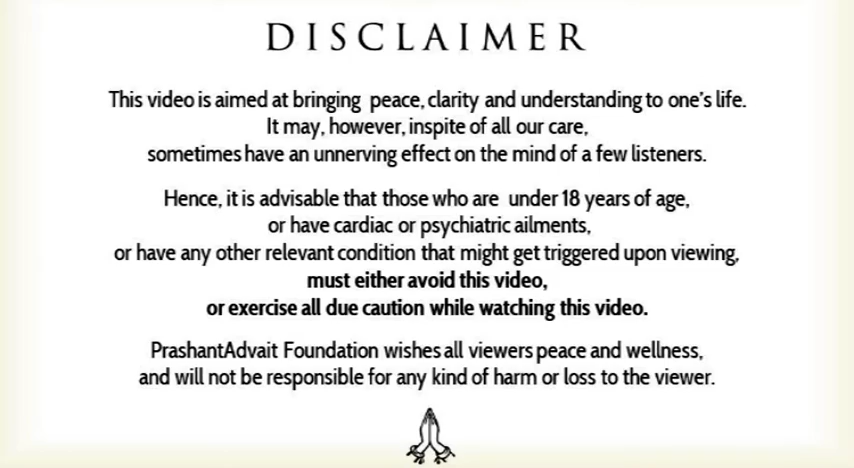 DISCLAIMER
This video is aimed at bringing peace, clarity and understanding to one's life.
It may, however, inspite of all our care,
sometimes have an unnerving effect on the mind of a few listeners.
Hence, it is advisable that those who are under 18 years of age,
or have cardiac or psychiatric ailments,
or have any other relevant condition that might get triggered upon viewing,
must either avoid this video,
or exercise all due caution while watching this video.
PrashantAdvait Foundation wishes all viewers peace and wellness,
and will not be responsible for any kind of harm or loss to the viewer.